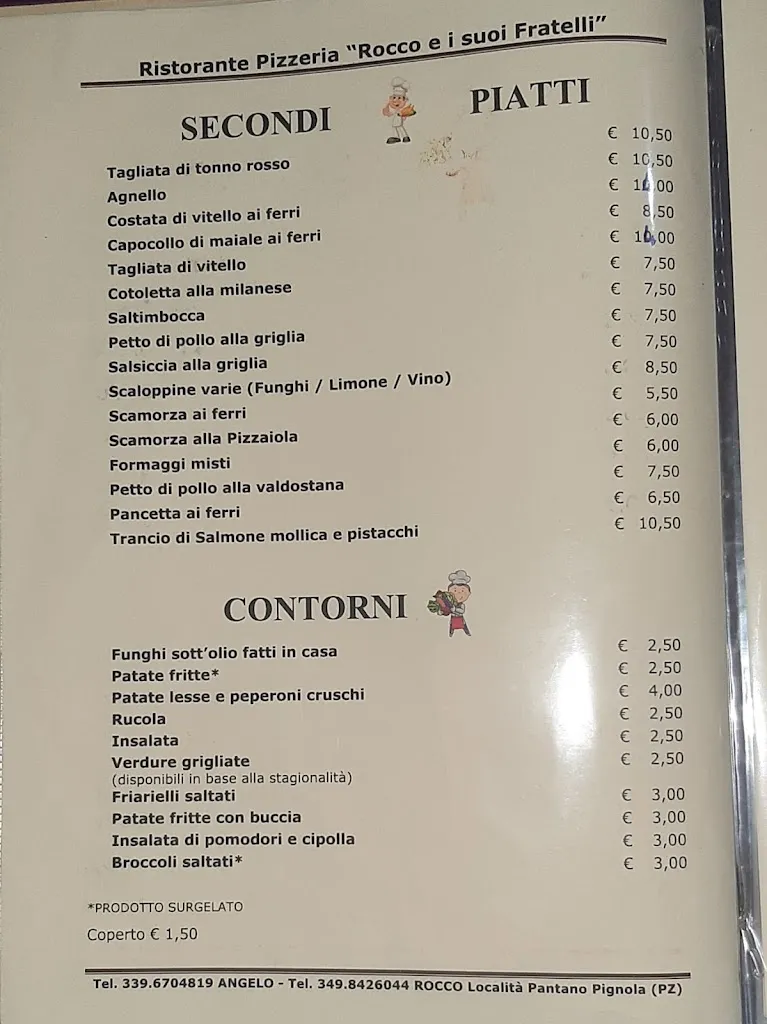 Ristorante Pizzeria “Rocco e i suoi Fratelli”
SECONDI PIATTI
Tagliata di tonno rosso € 10,50
Agnello € 10,50
Costata di vitello ai ferri €
Capocollo di maiale ai ferri € 8,50
Tagliata di vitello € 16,00
Cotoletta alla milanese € 7,50
Saltimbocca € 7,50
Petto di pollo alla griglia € 7,50
Salsiccia alla griglia € 7,50
Scaloppine varie (Funghi / Limone / Vino) € 8,50
Scamorza ai ferri € 5,50
Scamorza alla Pizzaiola € 6,00
Formaggi misti € 6,00
Petto di pollo alla valdostana € 7,50
Pancetta ai ferri € 6,50
Trancio di Salmone mollica e pistacchi € 10,50
CONTORNI
Funghi sott’olio fatti in casa € 2,50
Patate fritte* € 2,50
Patate lesse e peperoni cruschi € 4,00
Rucola € 2,50
Insalata € 2,50
Verdure grigliate € 2,50
(disponibili in base alla stagionalità)
Friarielli saltati € 3,00
Patate fritte con buccia € 3,00
Insalata di pomodori e cipolla € 3,00
Broccoli saltati* € 3,00
*PRODOTTO SURGELATO
Coperto € 1,50
Tel. 339.6704819 ANGELO - Tel. 349.8426044 ROCCO Località Pantano Pignola (PZ)